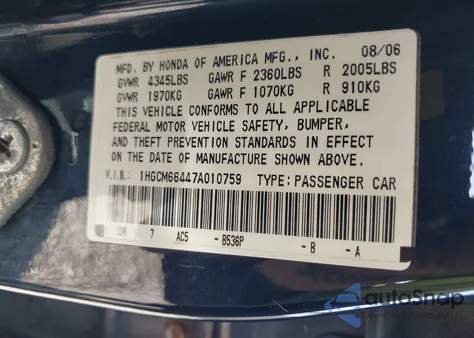 MFD. BY HONDA OF AMERICA MFG., INC. 08/06
GVWR 4345LBS GAWR F 2360LBS R 2005LBS
GVWR 1970KG GAWR F 1070KG R 910KG
THIS VEHICLE CONFORMS TO ALL APPLICABLE
FEDERAL MOTOR VEHICLE SAFETY, BUMPER,
AND THEFT PREVENTION STANDARDS IN EFFECT
ON THE DATE OF MANUFACTURE SHOWN ABOVE.
V.I.N: 1HGCM66447A010759 TYPE: PASSENGER CAR
SDR 7 AC5 - B536P - B - A
autoSnap